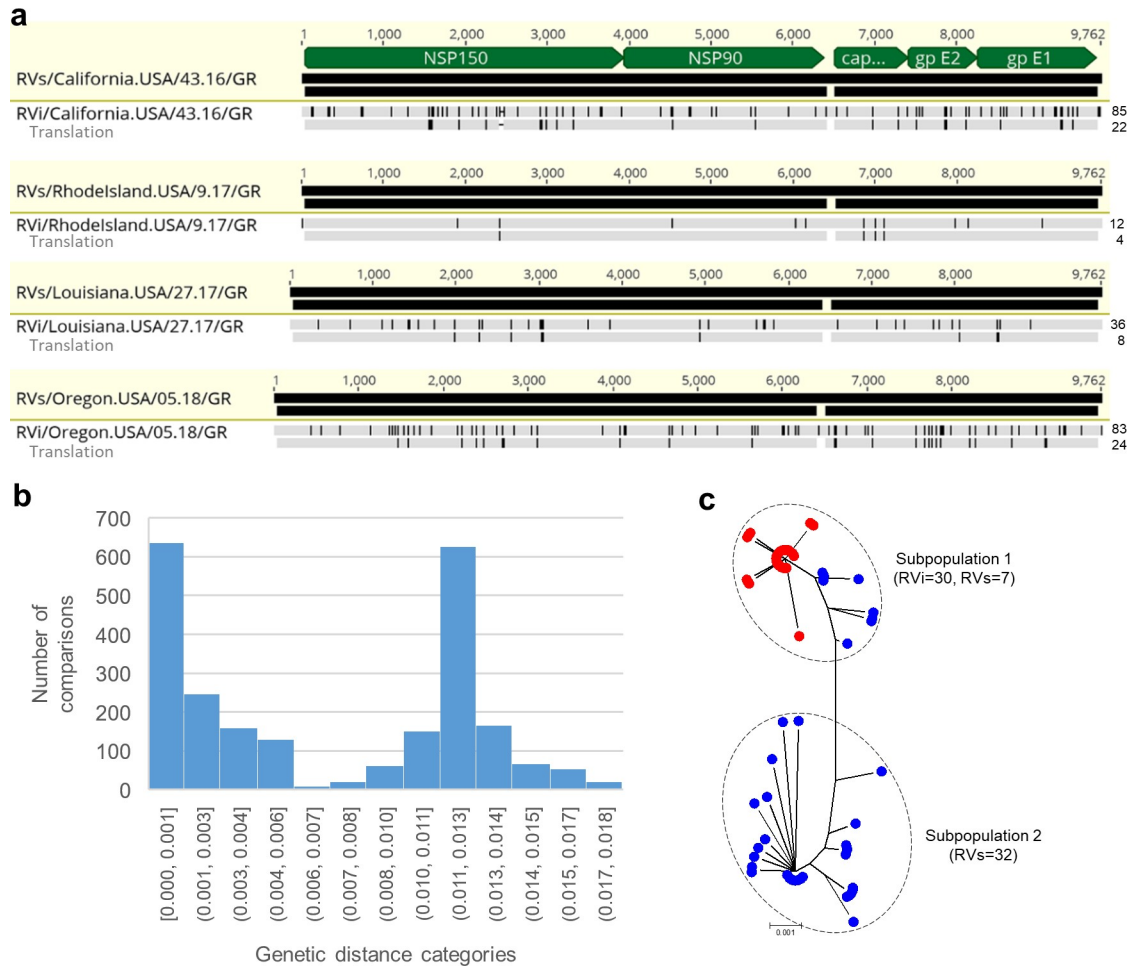 a
1 1,000 2,000 3,000 4,000 5,000 6,000 7,000 8,000 9,762
NSP150 NSP90 cap... gp E2 gp E1
RVs/California.USA/43.16/GR
RVi/California.USA/43.16/GR 85
Translation 22
1 1,000 2,000 3,000 4,000 5,000 6,000 7,000 8,000 9,762
RVs/RhodeIsland.USA/9.17/GR
RVi/RhodeIsland.USA/9.17/GR 12
Translation 4
1 1,000 2,000 3,000 4,000 5,000 6,000 7,000 8,000 9,762
RVs/Louisiana.USA/27.17/GR
RVi/Louisiana.USA/27.17/GR 36
Translation 8
1 1,000 2,000 3,000 4,000 5,000 6,000 7,000 8,000 9,762
RVs/Oregon.USA/05.18/GR
RVi/Oregon.USA/05.18/GR 83
Translation 24
b
Number of
comparisons
700
600
500
400
300
200
100
0
[0.000, 0.001]
(0.001, 0.003]
(0.003, 0.004]
(0.004, 0.006]
(0.006, 0.007]
(0.007, 0.008]
(0.008, 0.010]
(0.010, 0.011]
(0.011, 0.013]
(0.013, 0.014]
(0.014, 0.015]
(0.015, 0.017]
(0.017, 0.018]
Genetic distance categories
c
Subpopulation 1
(RVi=30, RVs=7)
Subpopulation 2
(RVs=32)
0.001